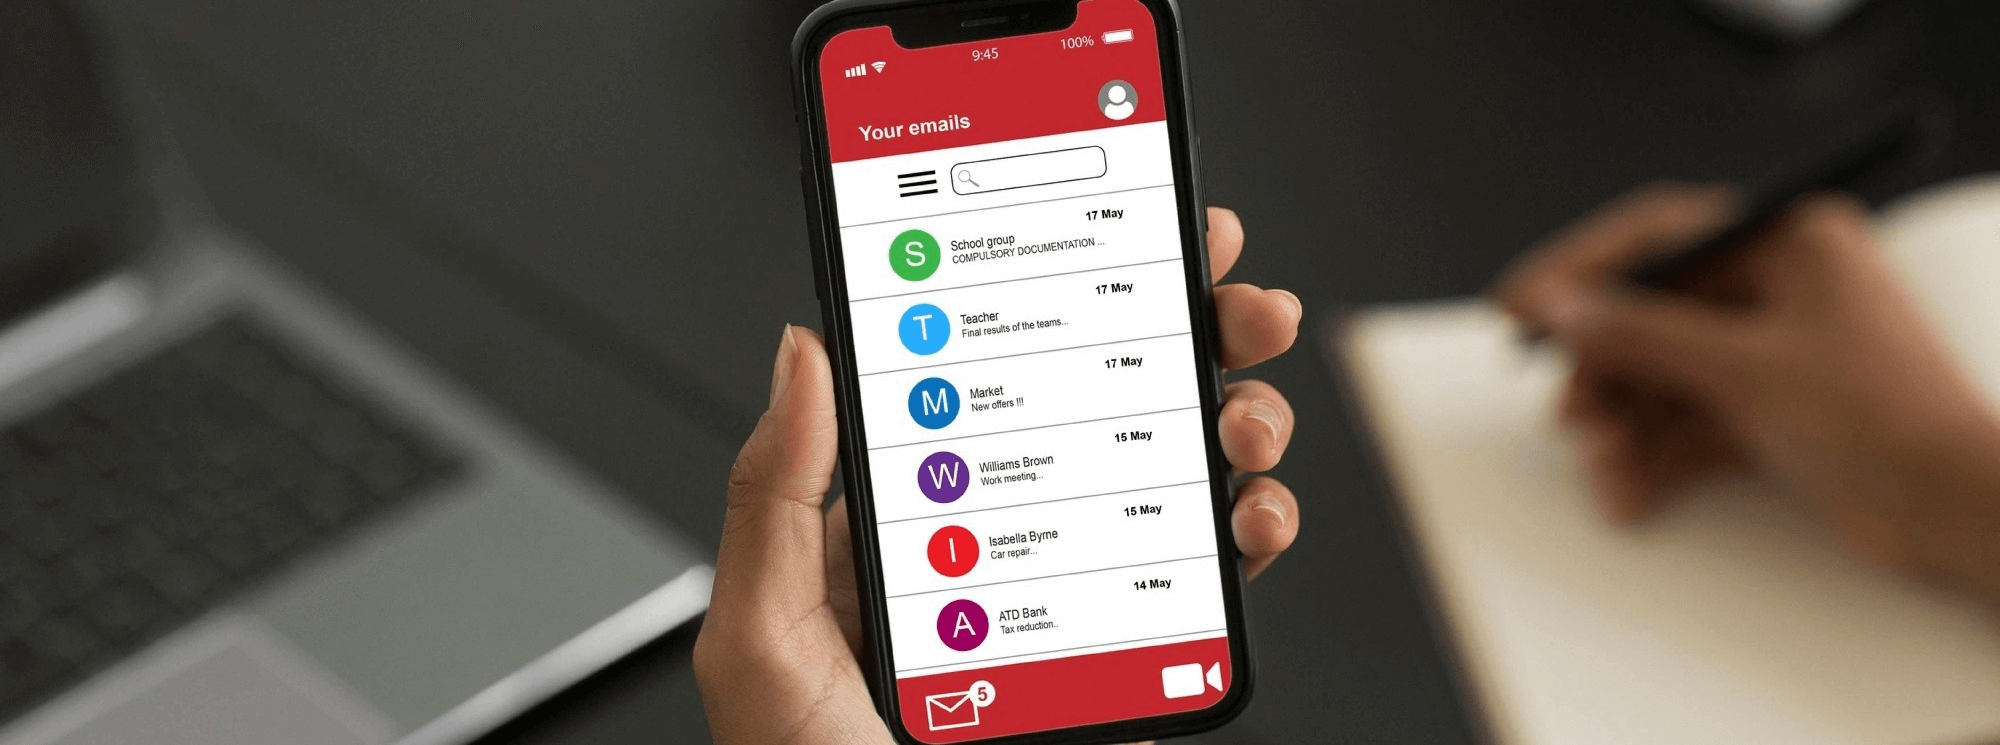 9:45
100%
Your emails
17 May
S
School group
COMPULSORY DOCUMENTATION ...
17 May
T
Teacher
Final results of the teams...
17 May
M
Market
New offers !!!
15 May
W
Williams Brown
Work meeting...
15 May
I
Isabella Byrne
Car repair...
14 May
A
ATD Bank
Tax reduction..
5